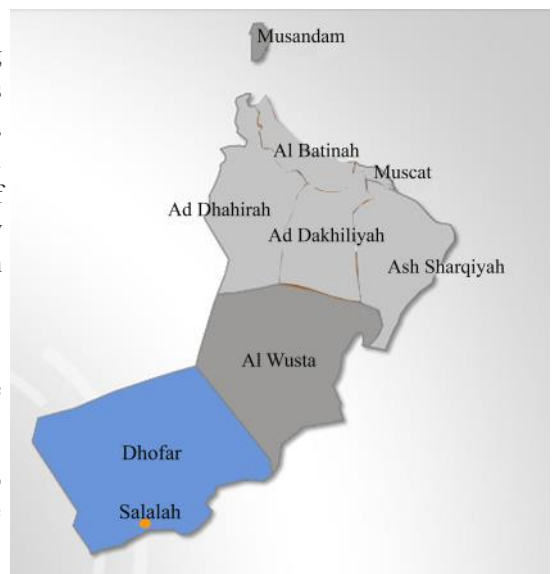 Musandam
Al Batinah
Muscat
Ad Dhahirah
Ad Dakhiliyah
Ash Sharqiyah
Al Wusta
Dhofar
Salalah